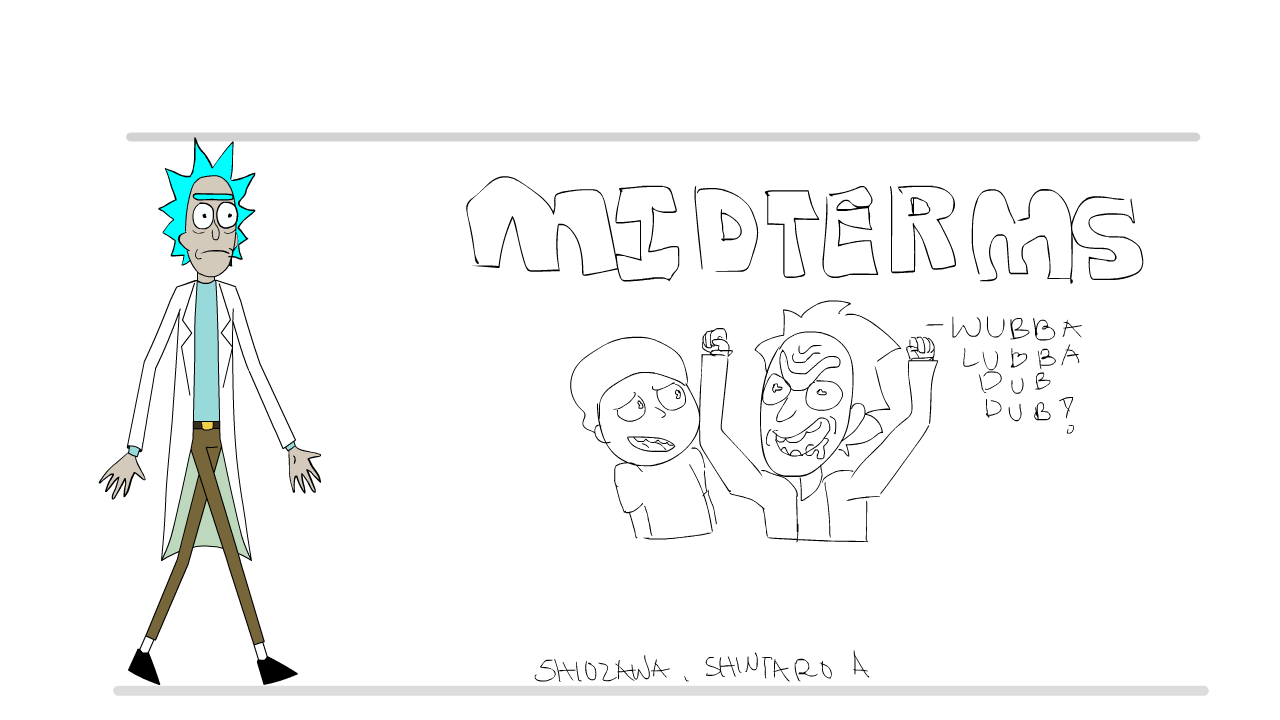 MIDTERMS
-WUBBA
LUBBA
DUB
DUB!
SHIOZAWA, SHINTARO A